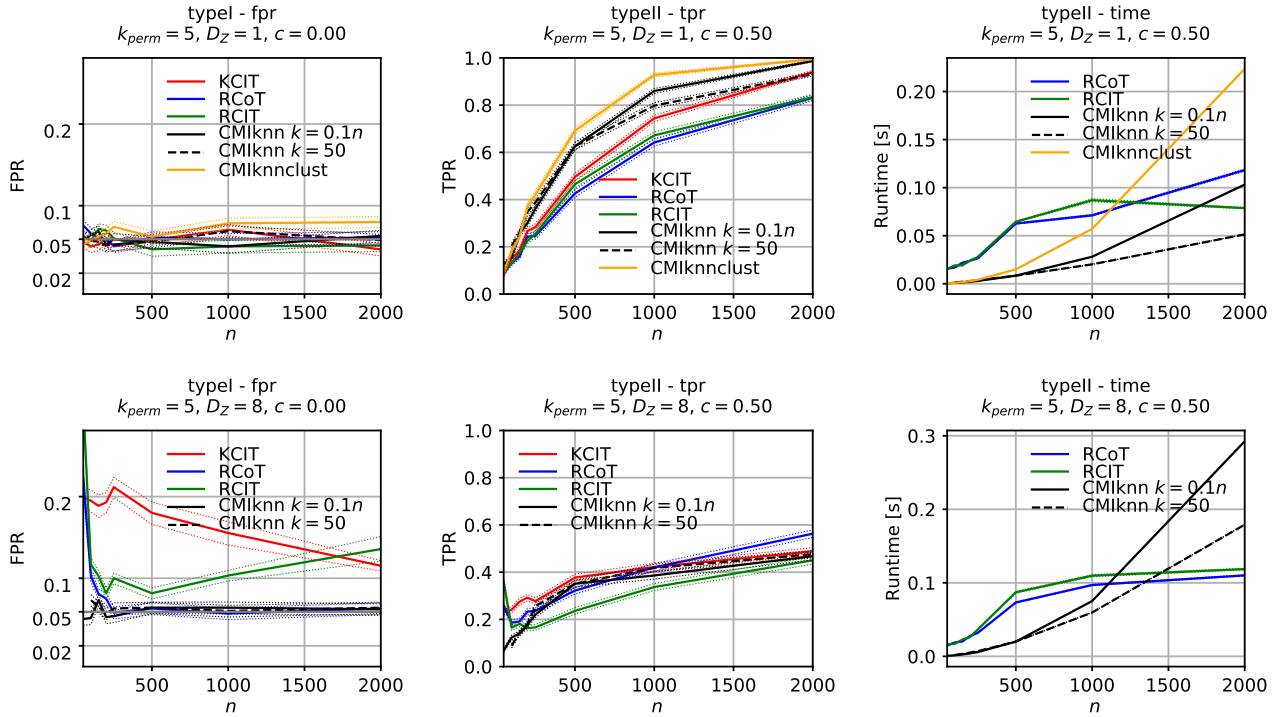 typeI - fpr
k_perm = 5, D_Z = 1, c = 0.00
FPR
0.2
0.1
0.05
0.02
KCIT
RCoT
RCIT
CMIknn k = 0.1n
CMIknn k = 50
CMIknnclust
500
1000
1500
2000
n
typeII - tpr
k_perm = 5, D_Z = 1, c = 0.50
TPR
1.0
0.8
0.6
0.4
0.2
0.0
KCIT
RCoT
RCIT
CMIknn k = 0.1n
CMIknn k = 50
CMIknnclust
500
1000
1500
2000
n
typeII - time
k_perm = 5, D_Z = 1, c = 0.50
Runtime [s]
0.20
0.15
0.10
0.05
0.00
RCoT
RCIT
CMIknn k = 0.1n
CMIknn k = 50
CMIknnclust
500
1000
1500
2000
n
typeI - fpr
k_perm = 5, D_Z = 8, c = 0.00
FPR
0.2
0.1
0.05
0.02
KCIT
RCoT
RCIT
CMIknn k = 0.1n
CMIknn k = 50
500
1000
1500
2000
n
typeII - tpr
k_perm = 5, D_Z = 8, c = 0.50
TPR
1.0
0.8
0.6
0.4
0.2
0.0
KCIT
RCoT
RCIT
CMIknn k = 0.1n
CMIknn k = 50
500
1000
1500
2000
n
typeII - time
k_perm = 5, D_Z = 8, c = 0.50
Runtime [s]
0.3
0.2
0.1
0.0
RCoT
RCIT
CMIknn k = 0.1n
CMIknn k = 50
500
1000
1500
2000
n